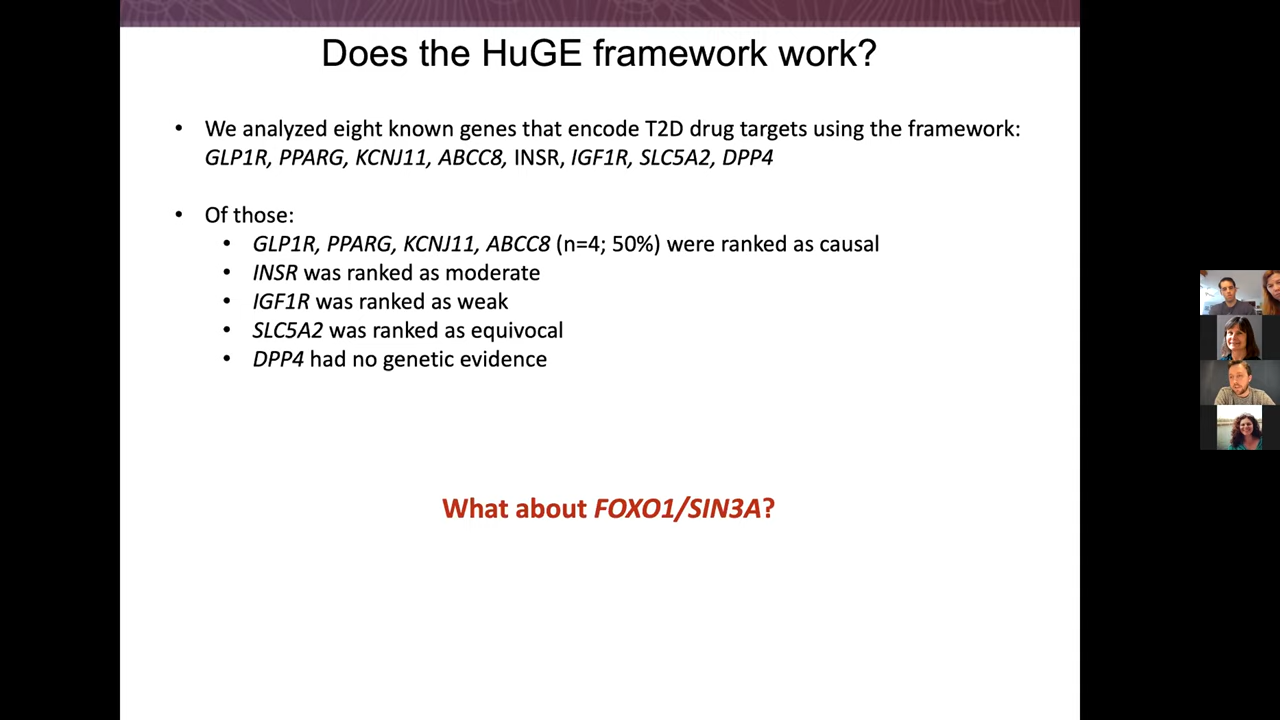 Does the HuGE framework work?
• We analyzed eight known genes that encode T2D drug targets using the framework:
GLP1R, PPARG, KCNJ11, ABCC8, INSR, IGF1R, SLC5A2, DPP4
• Of those:
• GLP1R, PPARG, KCNJ11, ABCC8 (n=4; 50%) were ranked as causal
• INSR was ranked as moderate
• IGF1R was ranked as weak
• SLC5A2 was ranked as equivocal
• DPP4 had no genetic evidence
What about FOXO1/SIN3A?